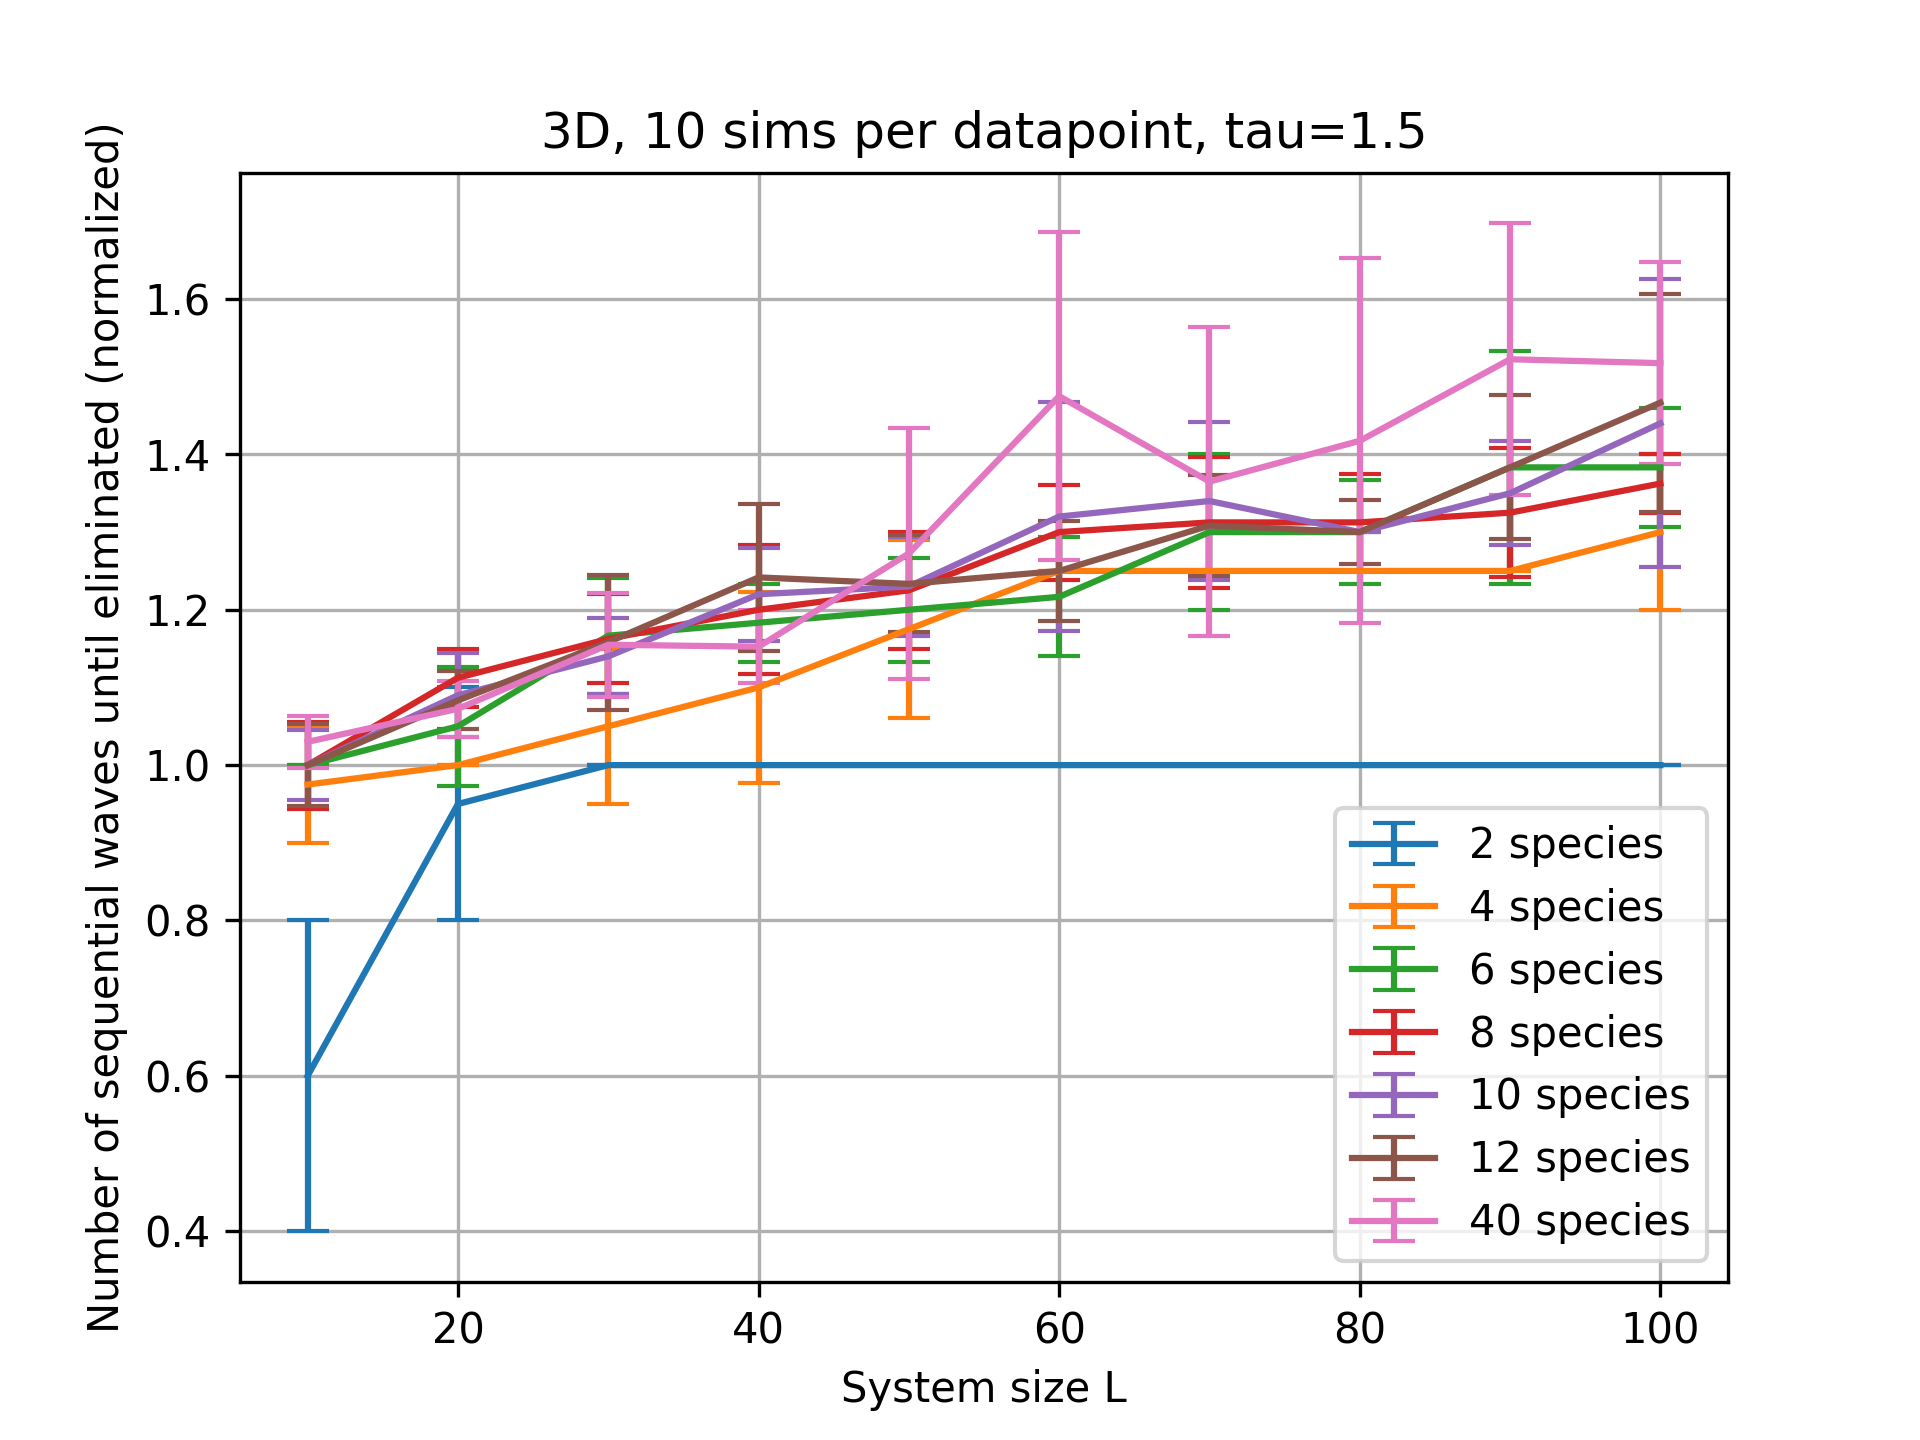 3D, 10 sims per datapoint, tau=1.5
Number of sequential waves until eliminated (normalized)
1.6
1.4
1.2
1.0
0.8
0.6
0.4
2 species
4 species
6 species
8 species
10 species
12 species
40 species
20 40 60 80 100
System size L